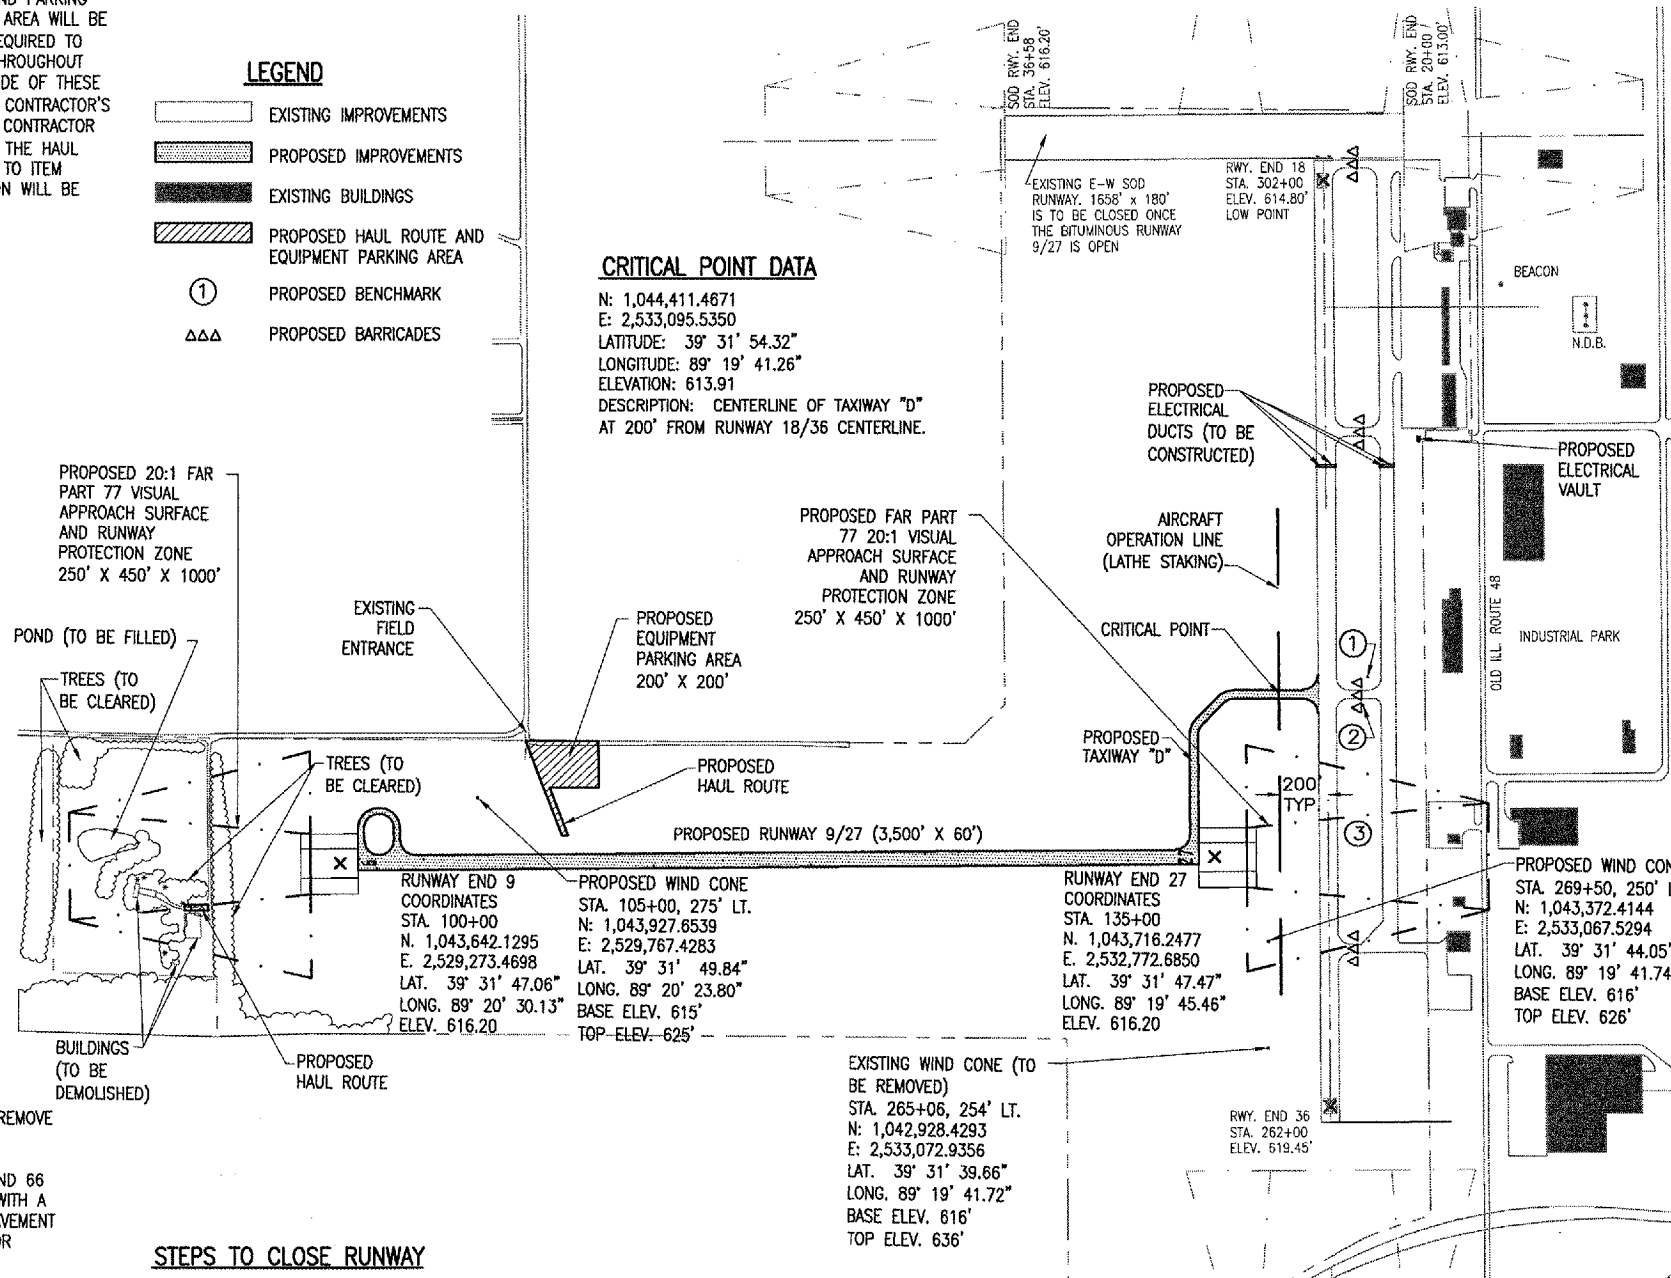 ND PARKING
AREA WILL BE
EQUIRED TO
HROUGHOUT
DE OF THESE
CONTRACTOR'S
CONTRACTOR
THE HAUL
TO ITEM
ON WILL BE
LEGEND
EXISTING IMPROVEMENTS
PROPOSED IMPROVEMENTS
EXISTING BUILDINGS
PROPOSED HAUL ROUTE AND
EQUIPMENT PARKING AREA
1 PROPOSED BENCHMARK
PROPOSED BARRICADES
CRITICAL POINT DATA
N: 1,044,411.4671
E: 2,533,095.5350
LATITUDE: 39° 31' 54.32"
LONGITUDE: 89° 19' 41.26"
ELEVATION: 613.91
DESCRIPTION: CENTERLINE OF TAXIWAY "D"
AT 200' FROM RUNWAY 18/36 CENTERLINE.
SOD RWY. END
STA. 36+58
ELEV. 616.20'
SOD RWY. END
STA. 20+00
ELEV. 613.00'
EXISTING E-W SOD
RUNWAY. 1658' x 180'
IS TO BE CLOSED ONCE
THE BITUMINOUS RUNWAY
9/27 IS OPEN
RWY. END 18
STA. 302+00
ELEV. 614.80'
LOW POINT
BEACON
N.D.B.
PROPOSED
ELECTRICAL
DUCTS (TO BE
CONSTRUCTED)
PROPOSED
ELECTRICAL
VAULT
PROPOSED 20:1 FAR
PART 77 VISUAL
APPROACH SURFACE
AND RUNWAY
PROTECTION ZONE
250' X 450' X 1000'
PROPOSED FAR PART
77 20:1 VISUAL
APPROACH SURFACE
AND RUNWAY
PROTECTION ZONE
250' X 450' X 1000'
AIRCRAFT
OPERATION LINE
(LATHE STAKING)
OLD ILL. ROUTE 48
INDUSTRIAL PARK
POND (TO BE FILLED)
TREES (TO
BE CLEARED)
EXISTING
FIELD
ENTRANCE
PROPOSED
EQUIPMENT
PARKING AREA
200' X 200'
CRITICAL POINT
1
2
3
TREES (TO
BE CLEARED)
PROPOSED
HAUL ROUTE
PROPOSED
TAXIWAY "D"
200'
TYP
PROPOSED RUNWAY 9/27 (3,500' X 60')
27
RUNWAY END 9
COORDINATES
STA. 100+00
N. 1,043,642.1295
E. 2,529,273.4698
LAT. 39° 31' 47.06"
LONG. 89° 20' 30.13"
ELEV. 616.20
PROPOSED WIND CONE
STA. 105+00, 275' LT.
N: 1,043,927.6539
E: 2,529,767.4283
LAT. 39° 31' 49.84"
LONG. 89° 20' 23.80"
BASE ELEV. 615'
TOP ELEV. 625'
RUNWAY END 27
COORDINATES
STA. 135+00
N. 1,043,716.2477
E. 2,532,772.6850
LAT. 39° 31' 47.47"
LONG. 89° 19' 45.46"
ELEV. 616.20
PROPOSED WIND CON
STA. 269+50, 250' L
N: 1,043,372.4144
E: 2,533,067.5294
LAT. 39° 31' 44.05"
LONG. 89° 19' 41.74
BASE ELEV. 616'
TOP ELEV. 626'
BUILDINGS
(TO BE
DEMOLISHED)
PROPOSED
HAUL ROUTE
EXISTING WIND CONE (TO
BE REMOVED)
STA. 265+06, 254' LT.
N: 1,042,928.4293
E: 2,533,072.9356
LAT. 39° 31' 39.66"
LONG. 89° 19' 41.72"
BASE ELEV. 616'
TOP ELEV. 636'
RWY. END 36
STA. 262+00
ELEV. 619.45'
REMOVE
ND 66
WITH A
VEMENT
OR
STEPS TO CLOSE RUNWAY